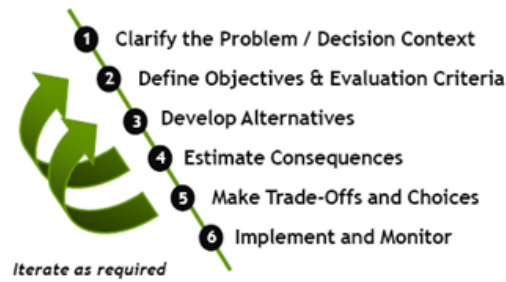 1 Clarify the Problem / Decision Context
2 Define Objectives & Evaluation Criteria
3 Develop Alternatives
4 Estimate Consequences
5 Make Trade-Offs and Choices
6 Implement and Monitor
Iterate as required